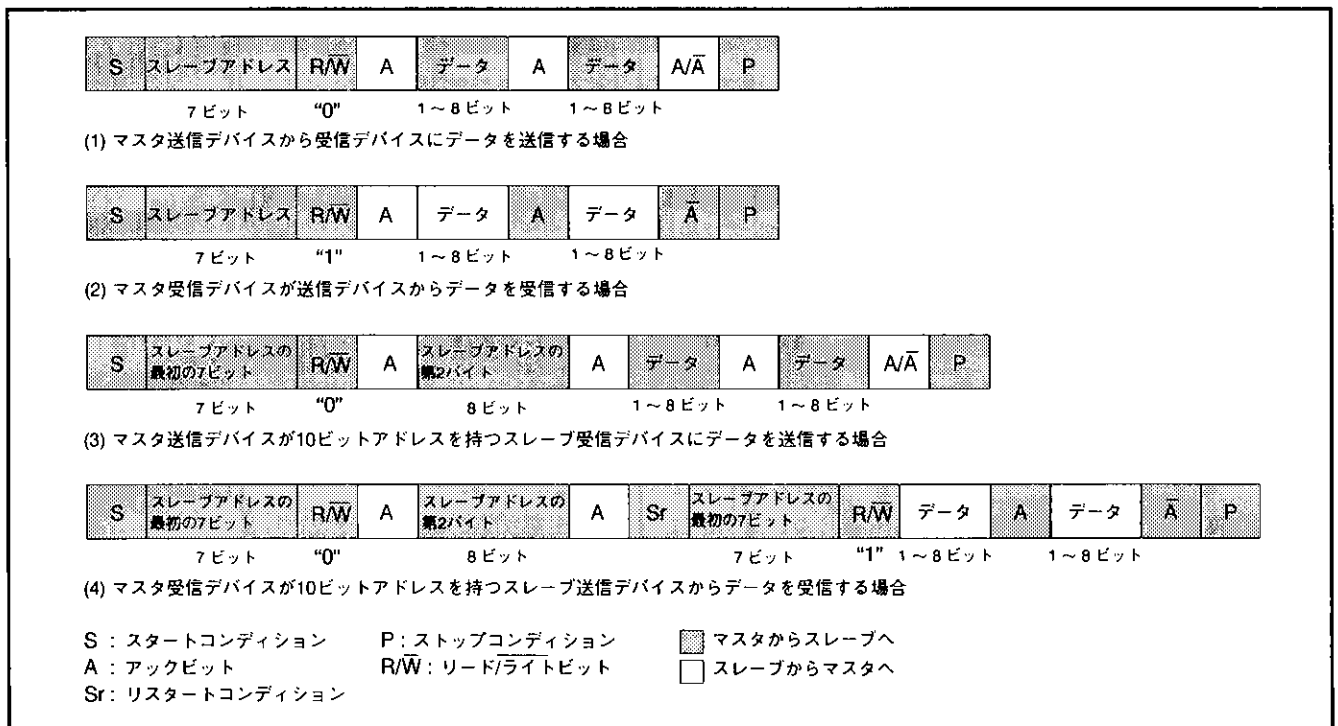 S スレーブアドレス R/W̅ A データ A データ A/A̅ P
7 ビット “0” 1～8 ビット 1～8 ビット
(1) マスタ送信デバイスから受信デバイスにデータを送信する場合
S スレーブアドレス R/W̅ A データ A データ A̅ P
7 ビット “1” 1～8 ビット 1～8 ビット
(2) マスタ受信デバイスが送信デバイスからデータを受信する場合
S スレーブアドレスの最初の7ビット R/W̅ A スレーブアドレスの第2バイト A データ A データ A/A̅ P
7 ビット “0” 8 ビット 1～8 ビット 1～8 ビット
(3) マスタ送信デバイスが10ビットアドレスを持つスレーブ受信デバイスにデータを送信する場合
S スレーブアドレスの最初の7ビット R/W̅ A スレーブアドレスの第2バイト A Sr スレーブアドレスの最初の7ビット R/W̅ データ A データ A̅ P
7 ビット “0” 8 ビット 7 ビット “1” 1～8 ビット 1～8 ビット
(4) マスタ受信デバイスが10ビットアドレスを持つスレーブ送信デバイスからデータを受信する場合
S : スタートコンディション P : ストップコンディション マスタからスレーブへ
A : アックビット R/W̅ : リード/ライトビット スレーブからマスタへ
Sr : リスタートコンディション